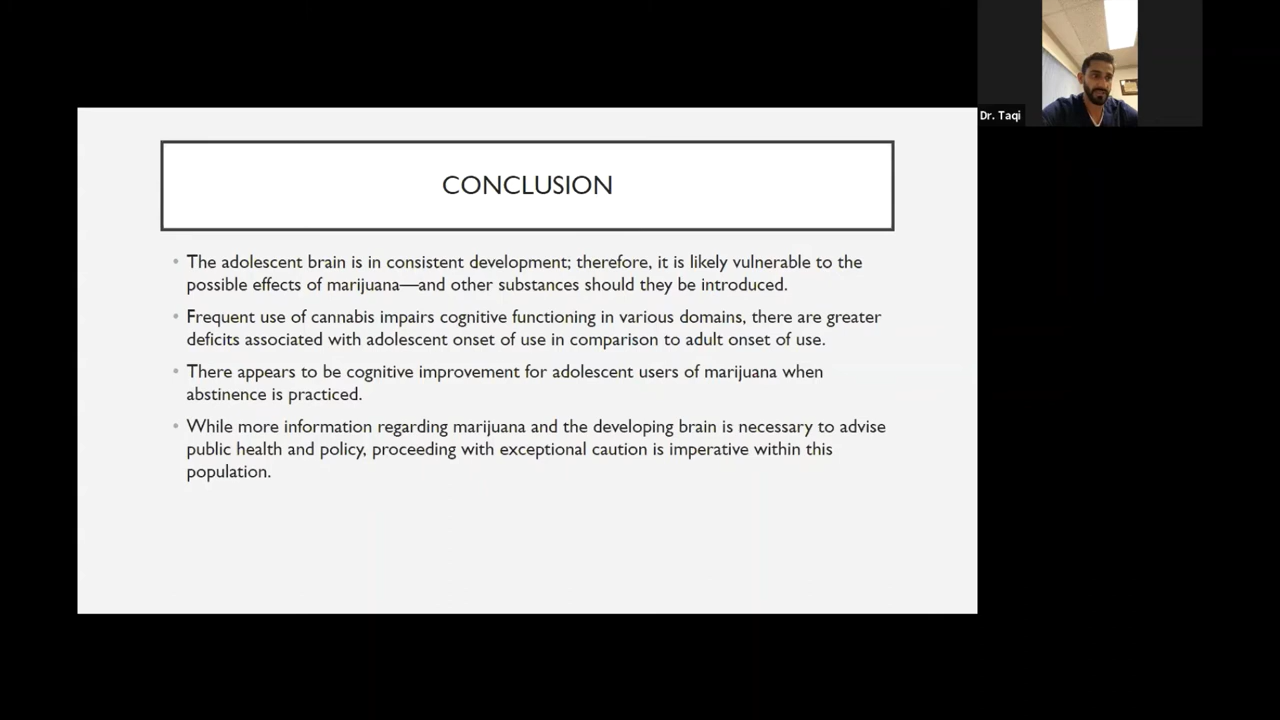 CONCLUSION
• The adolescent brain is in consistent development; therefore, it is likely vulnerable to the
possible effects of marijuana—and other substances should they be introduced.
• Frequent use of cannabis impairs cognitive functioning in various domains, there are greater
deficits associated with adolescent onset of use in comparison to adult onset of use.
• There appears to be cognitive improvement for adolescent users of marijuana when
abstinence is practiced.
• While more information regarding marijuana and the developing brain is necessary to advise
public health and policy, proceeding with exceptional caution is imperative within this
population.
Dr. Taqi